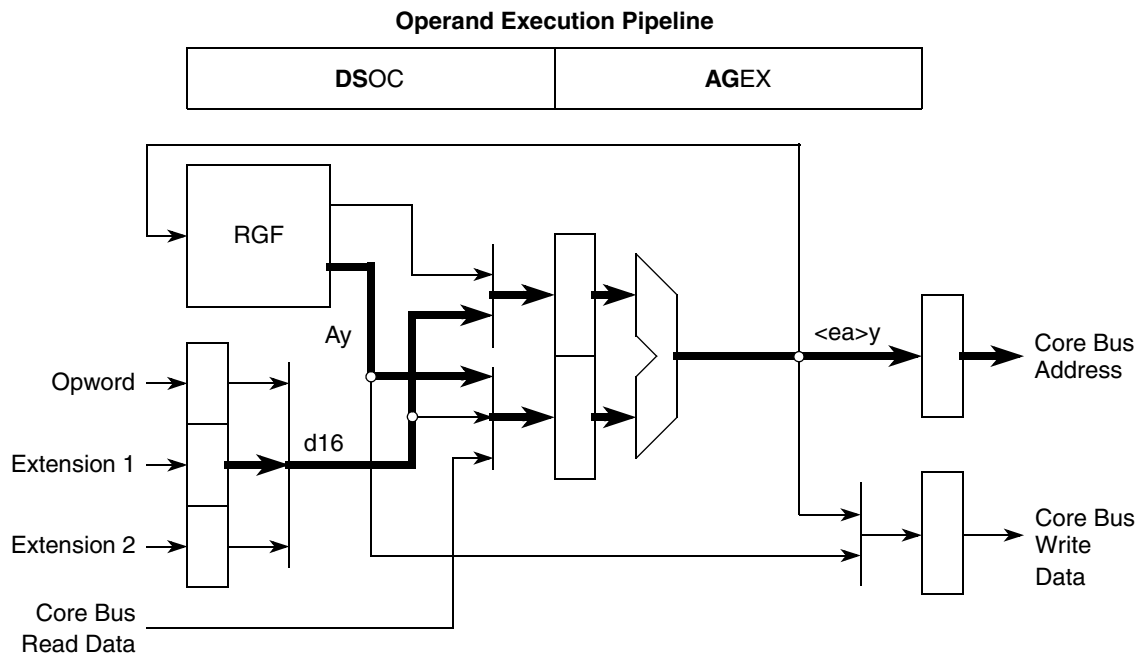 Operand Execution Pipeline
DSOC
AGEX
RGF
Ay
<ea>y
Core Bus
Address
Opword
d16
Extension 1
Extension 2
Core Bus
Write
Data
Core Bus
Read Data